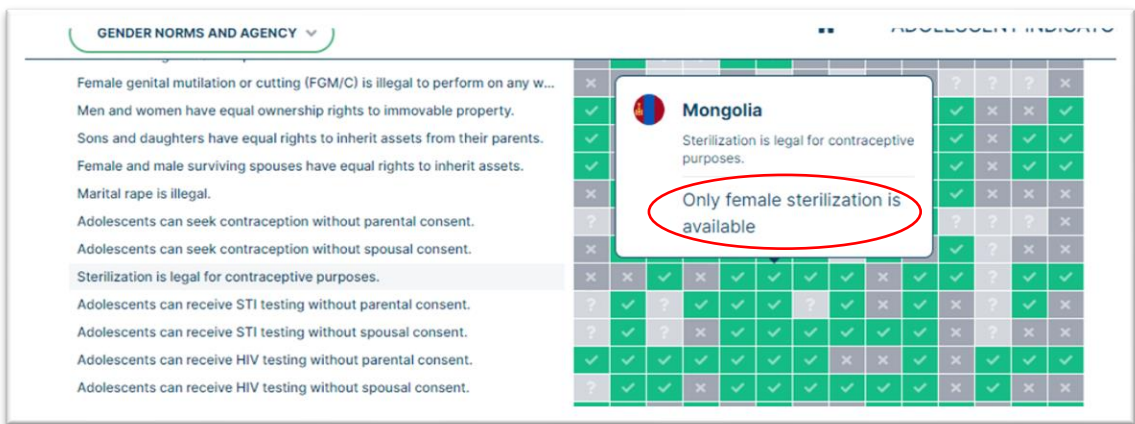 GENDER NORMS AND AGENCY
Female genital mutilation or cutting (FGM/C) is illegal to perform on any w...
Men and women have equal ownership rights to immovable property.
Sons and daughters have equal rights to inherit assets from their parents.
Female and male surviving spouses have equal rights to inherit assets.
Marital rape is illegal.
Adolescents can seek contraception without parental consent.
Adolescents can seek contraception without spousal consent.
Sterilization is legal for contraceptive purposes.
Adolescents can receive STI testing without parental consent.
Adolescents can receive STI testing without spousal consent.
Adolescents can receive HIV testing without parental consent.
Adolescents can receive HIV testing without spousal consent.
Mongolia
Sterilization is legal for contraceptive
purposes.
Only female sterilization is
available